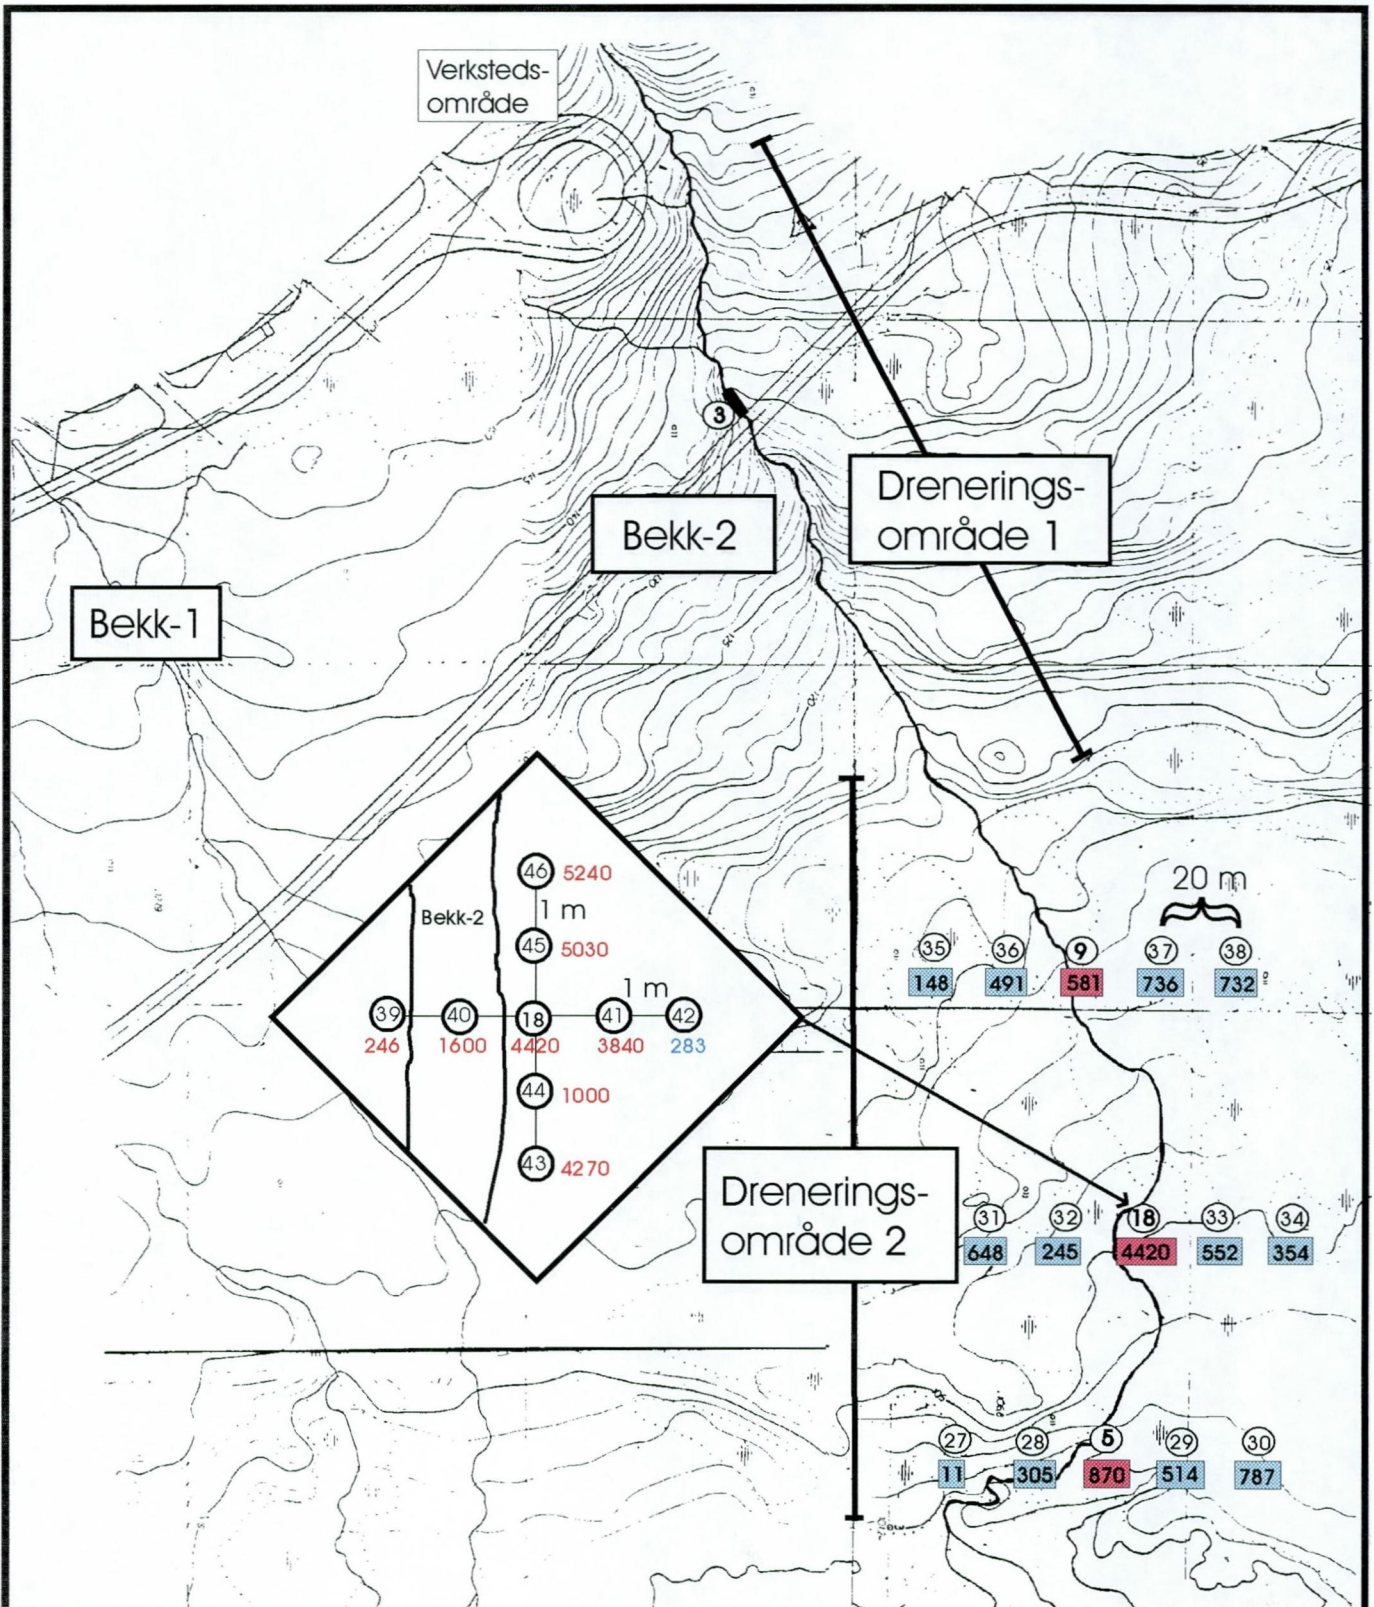 Verksteds-
område
3
Bekk-2
Drenerings-
område 1
Bekk-1
20 m
35 36 9 37 38
148 491 581 736 732
46 5240
Bekk-2
1 m
45 5030
1 m
39 40 18 41 42
246 1600 4420 3840 283
44 1000
43 4270
Drenerings-
område 2
31 32 18 33 34
648 245 4420 552 354
27 28 5 29 30
11 305 870 514 787